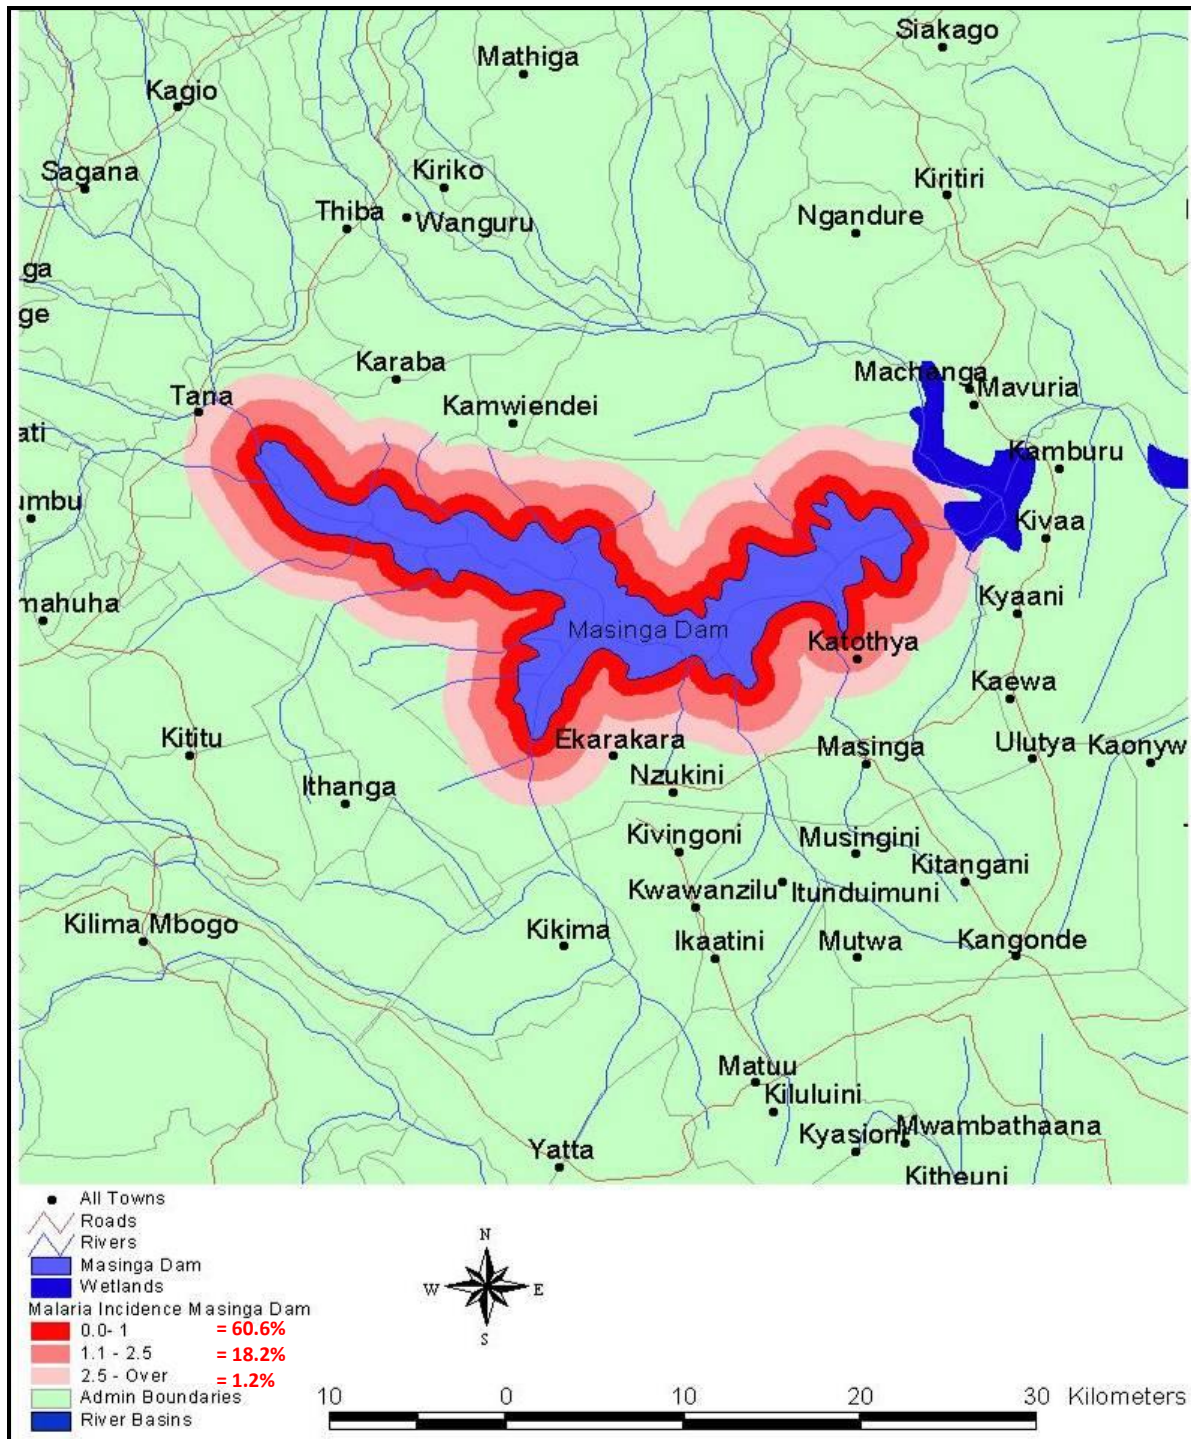 Siakago
Mathiga
Kagio
Sagana
Kiriko
Kiritiri
Thiba
Wanguru
Ngandure
ga
ge
Karaba
Machanga
Mavuria
Tana
Kamwiendei
ati
Kamburu
umbu
Kivaa
mahuha
Kyaani
Masinga Dam
Katothya
Kaewa
Kititu
Ekarakara
Masinga
Ulutya
Kaonyw
Ithanga
Nzukini
Kivingoni
Musingini
Kitangani
Kwawanzilu
Itunduimuni
Kilima Mbogo
Kikima
Ikaatini
Mutwa
Kangonde
Matuu
Kiluluini
Kyasioni
Mwambathaana
Yatta
Kitheuni
All Towns
Roads
Rivers
Masinga Dam
Wetlands
Malaria Incidence Masinga Dam
0.0- 1 = 60.6%
1.1 - 2.5 = 18.2%
2.5 - Over = 1.2%
Admin Boundaries
River Basins
N
W E
S
10 0 10 20 30 Kilometers